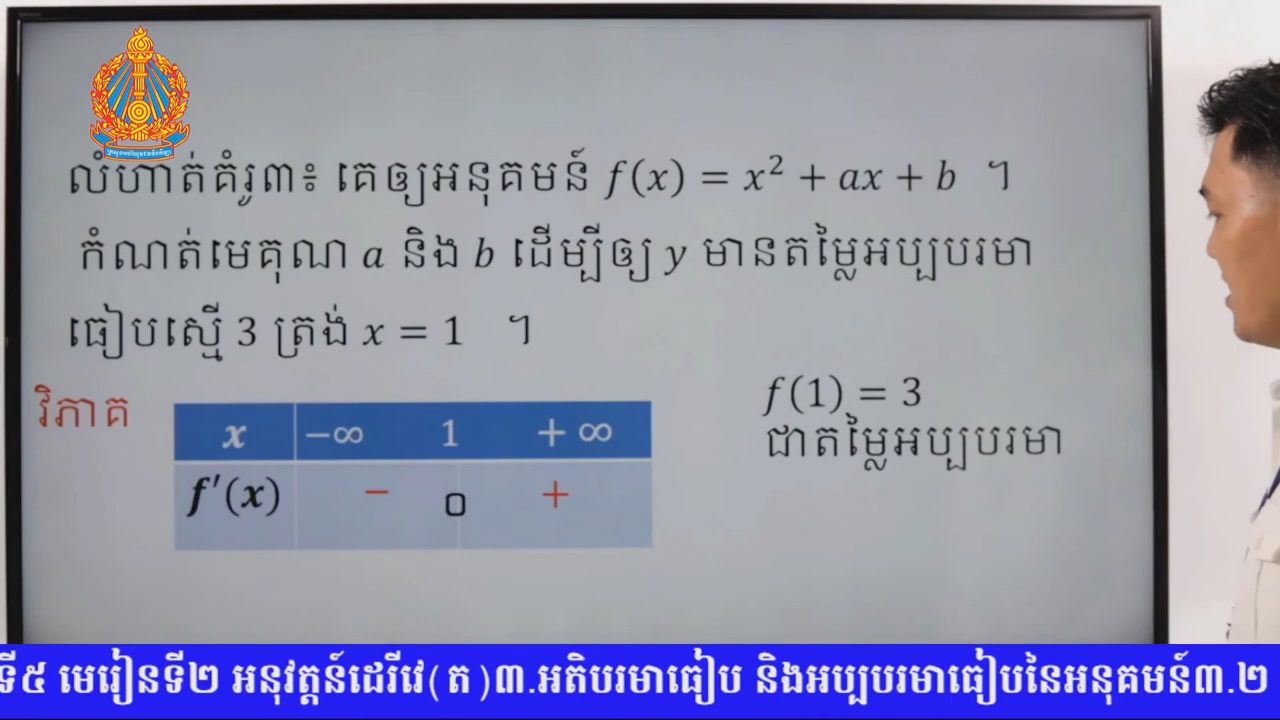 លំហាត់គំរូ៣៖ គេឲ្យអនុគមន៍ f(x) = x² + ax + b ។
កំណត់មេគុណ a និង b ដើម្បីឲ្យ y មានតម្លៃអប្បបរមា
ធៀបស្មើ 3 ត្រង់ x = 1 ។
វិភាគ
x −∞ 1 +∞
f′(x) − 0 +
f(1) = 3
ជាតម្លៃអប្បបរមា
ទី៥ មេរៀនទី២ អនុវត្តន៍ដេរីវេ(ត)៣.អតិបរមាធៀប និងអប្បបរមាធៀបនៃអនុគមន៍៣.២